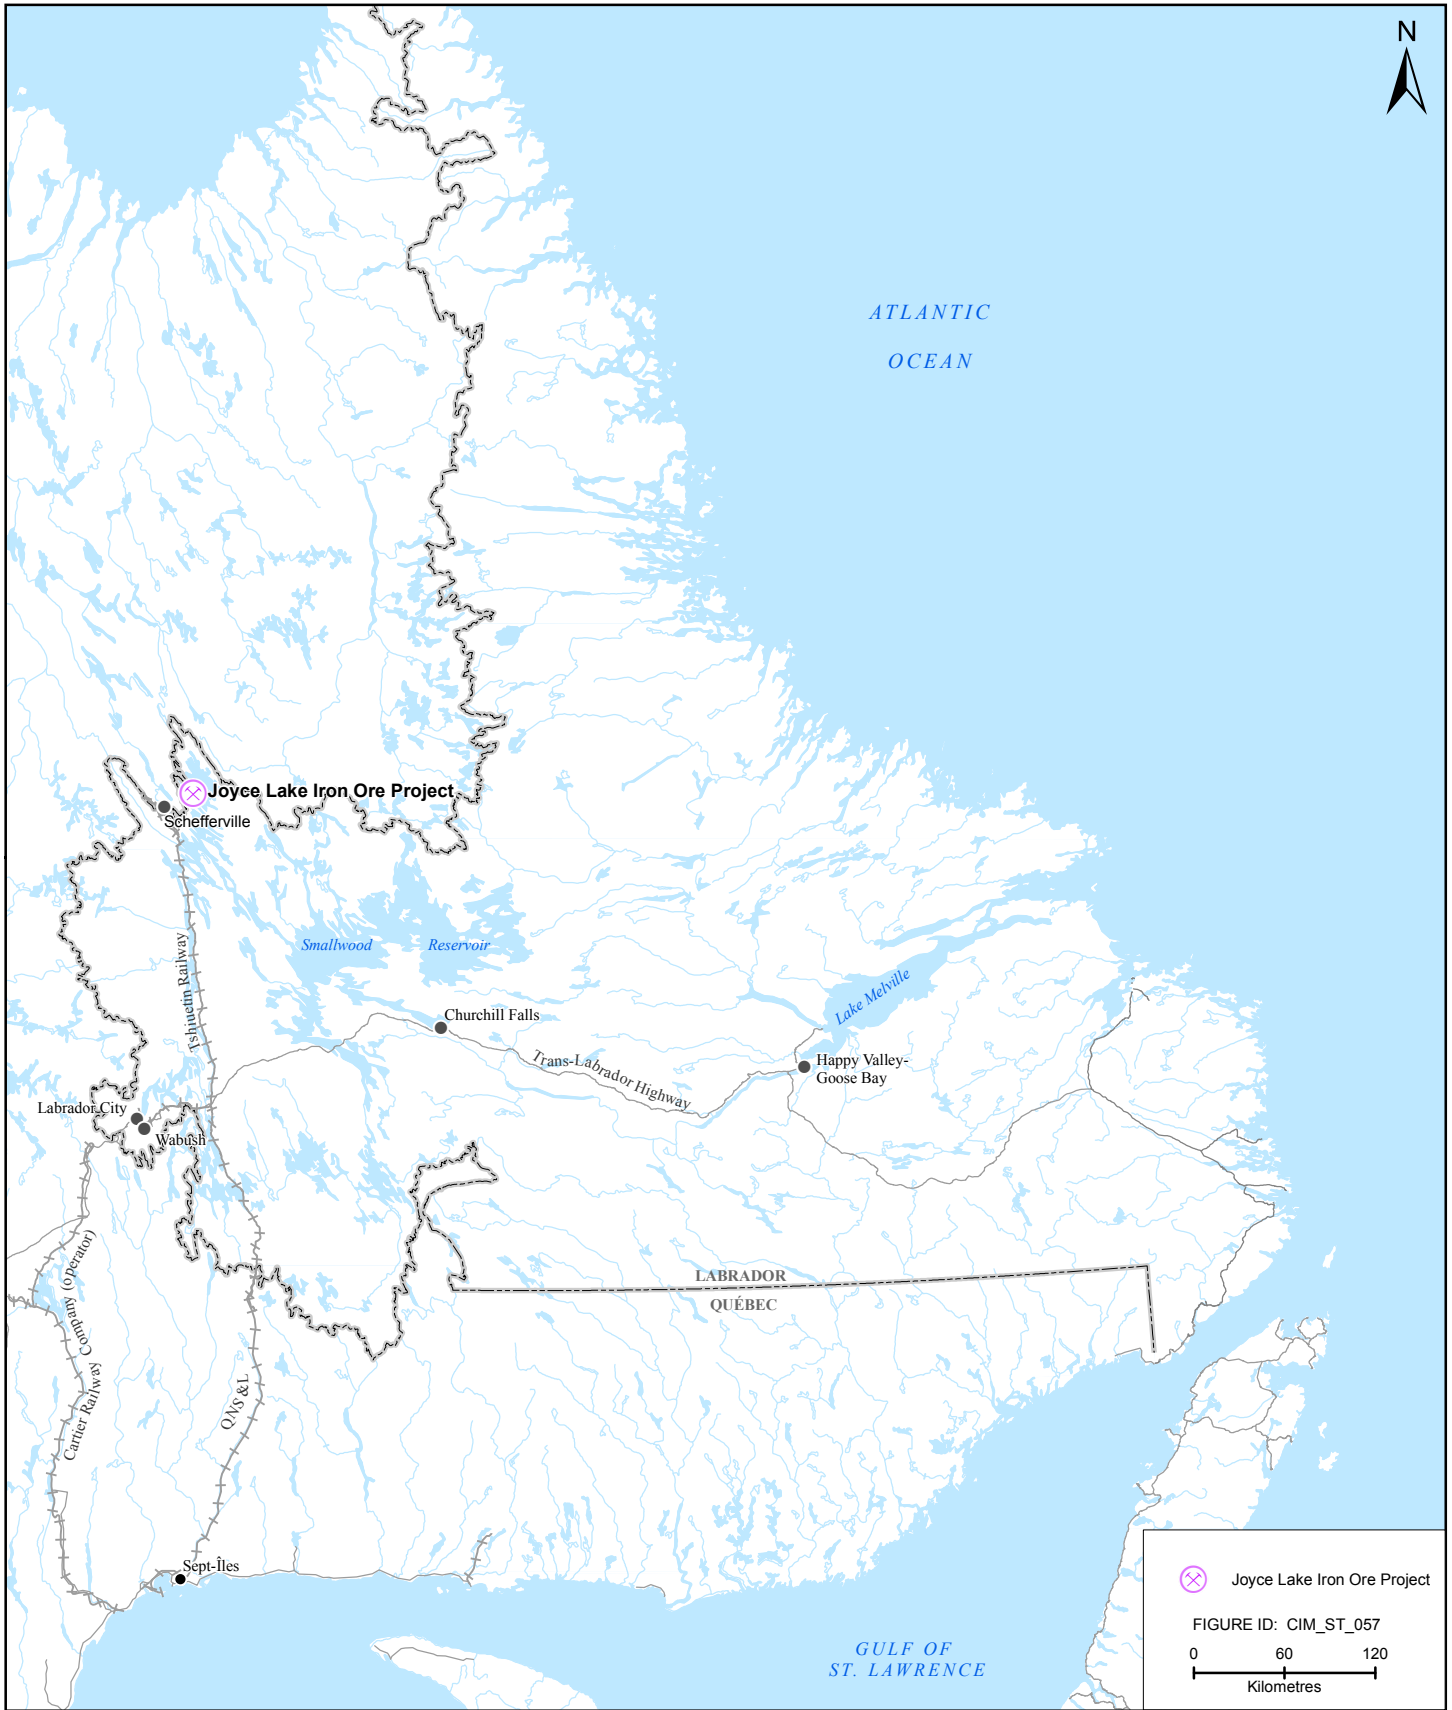 N
ATLANTIC
OCEAN
Joyce Lake Iron Ore Project
Schefferville
Smallwood
Reservoir
Tshiuetin Railway
Lake Melville
Churchill Falls
Trans-Labrador Highway
Happy Valley-
Goose Bay
Labrador City
Wabush
Cartier Railway Company (operator)
LABRADOR
QUÉBEC
QNS&L
Sept-Îles
GULF OF
ST. LAWRENCE
Joyce Lake Iron Ore Project
FIGURE ID: CIM_ST_057
0 60 120
Kilometres